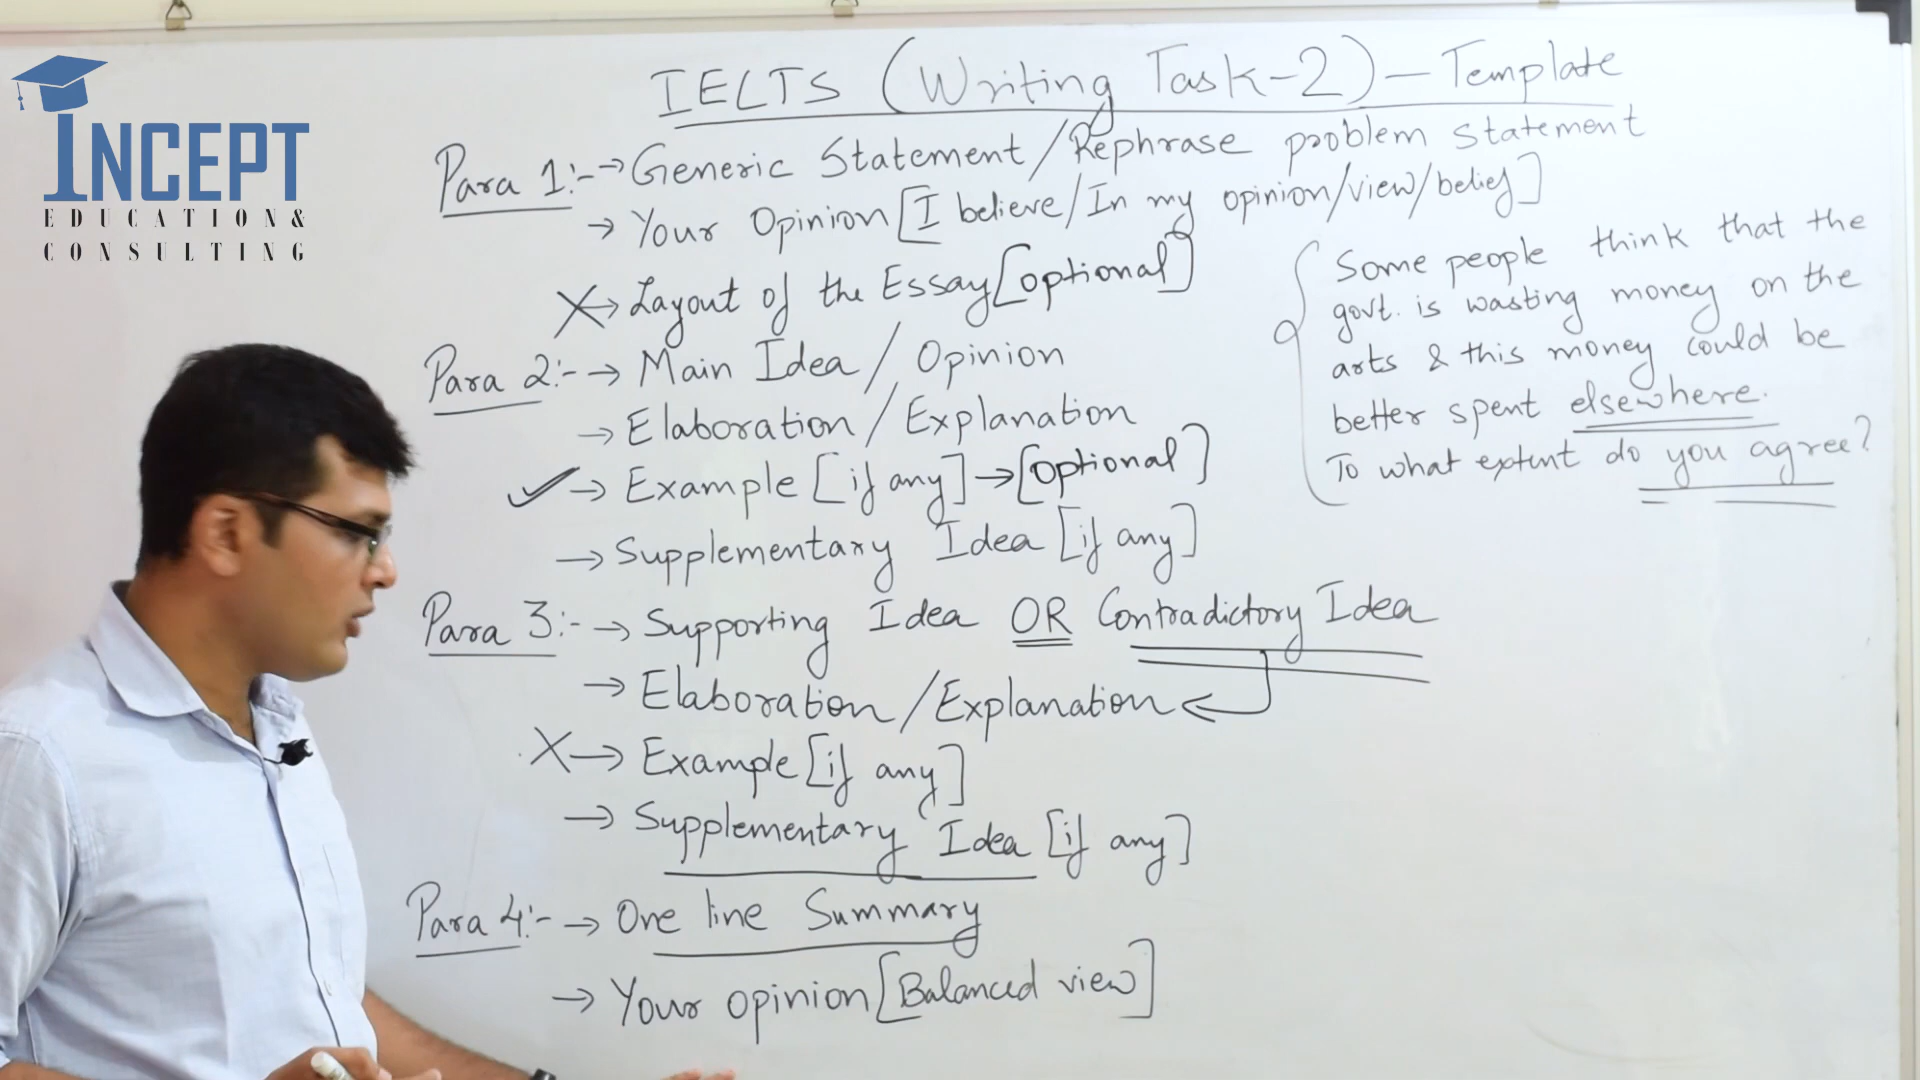 INCEPT
EDUCATION &
CONSULTING
IELTS (Writing Task-2) - Template
Para 1:- → Generic Statement/Rephrase problem statement
→ Your Opinion [I believe/In my opinion/view/belief]
X→ Layout of the Essay [optional]
Para 2:- → Main Idea / Opinion
→ Elaboration / Explanation
✓ → Example [if any] → [Optional]
→ Supplementary Idea [if any]
Para 3:- → Supporting Idea OR Contradictory Idea
→ Elaboration / Explanation ←
X → Example [if any]
→ Supplementary Idea [if any]
Para 4:- → One line Summary
→ Your opinion [Balanced view]
Some people think that the
govt. is wasting money on the
arts & this money could be
better spent elsewhere.
To what extent do you agree?